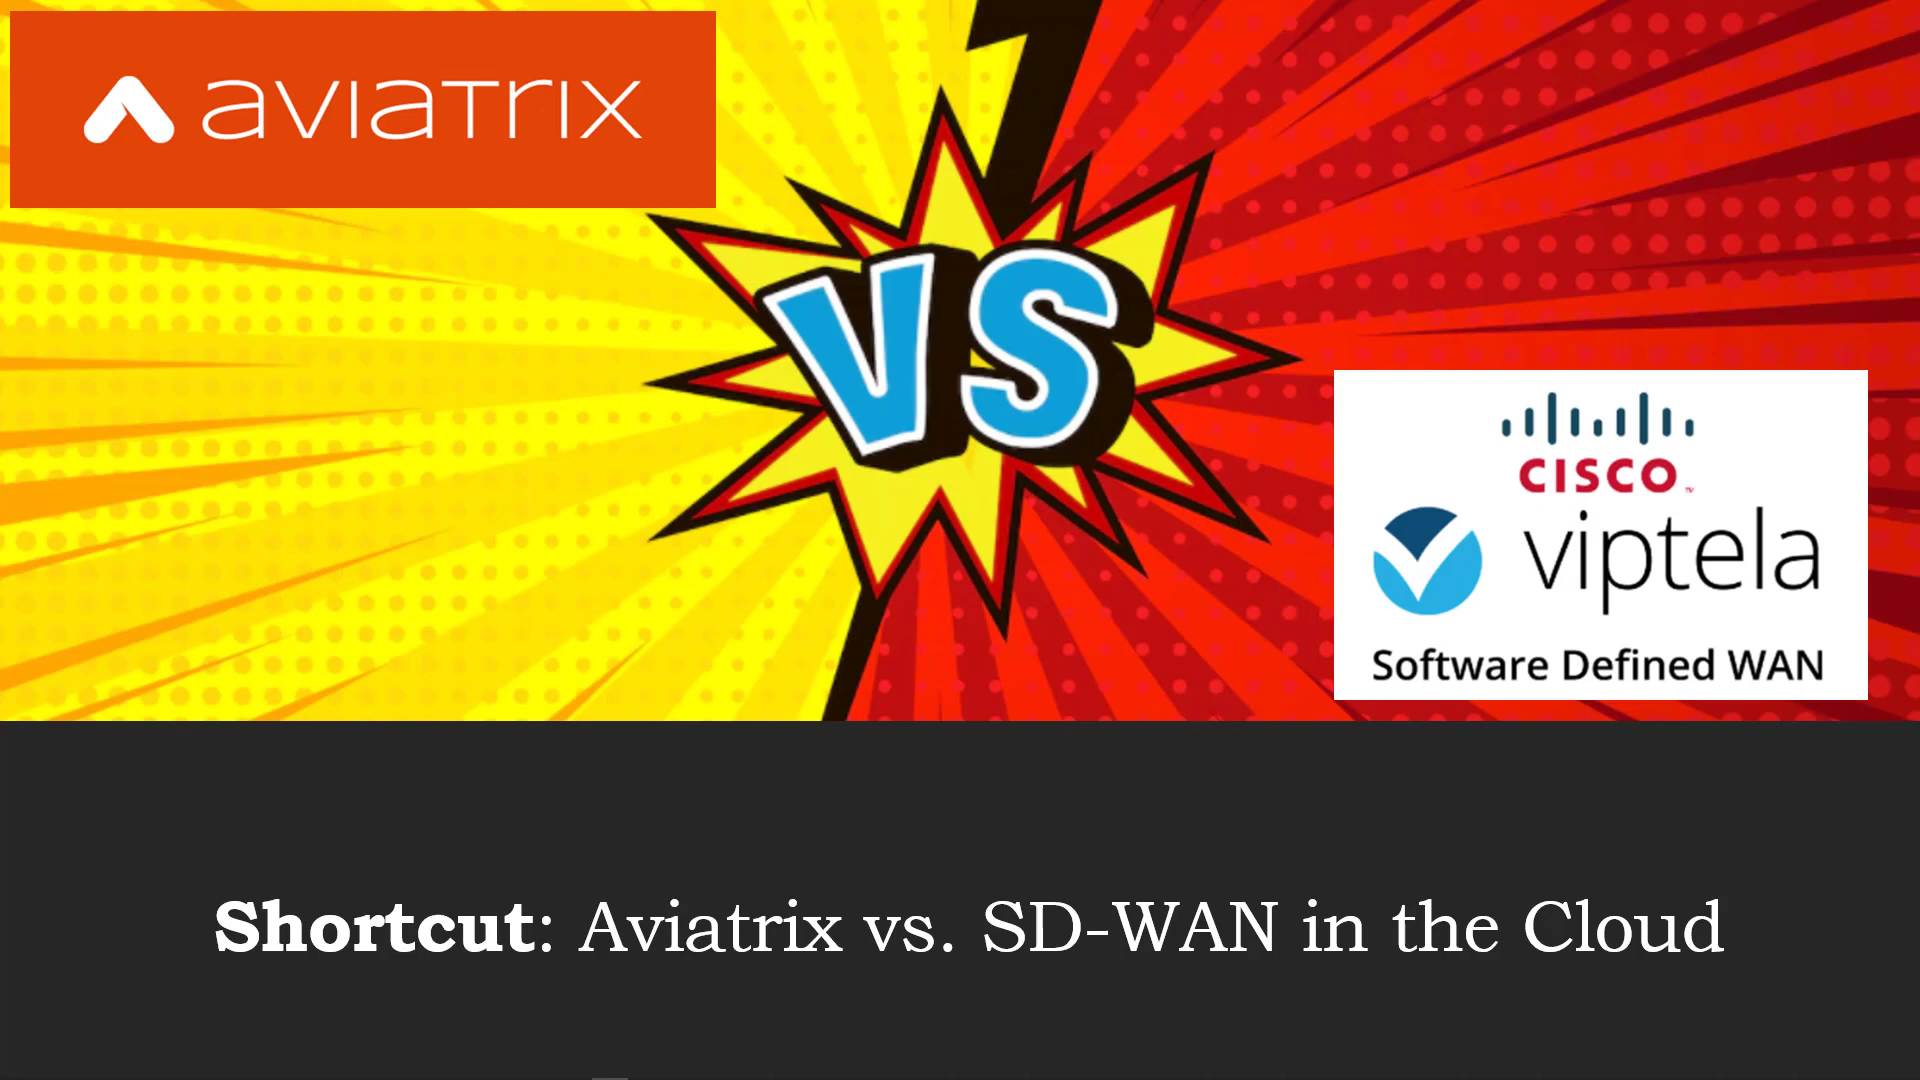 aviatrix
VS
CISCO
viptela
Software Defined WAN
Shortcut: Aviatrix vs. SD-WAN in the Cloud